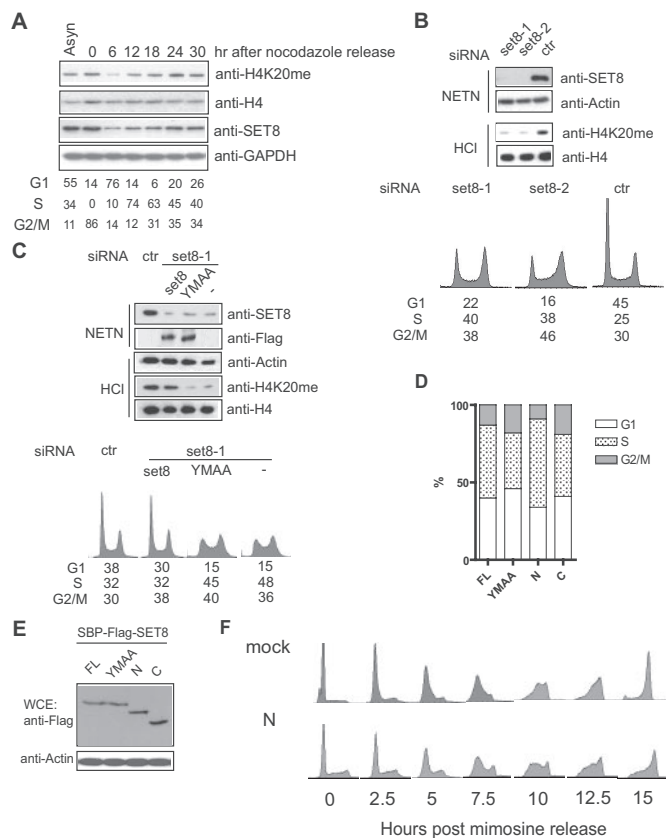 A
Asyn 0 6 12 18 24 30 hr after nocodazole release
anti-H4K20me
anti-H4
anti-SET8
anti-GAPDH
G1 55 14 76 14 6 20 26
S 34 0 10 74 63 45 40
G2/M 11 86 14 12 31 35 34
B
siRNA set8-1 set8-2 ctr
NETN
anti-SET8
anti-Actin
HCl
anti-H4K20me
anti-H4
siRNA set8-1 set8-2 ctr
G1 22 16 45
S 40 38 25
G2/M 38 46 30
C
siRNA ctr set8-1
set8 YMAA -
NETN
anti-SET8
anti-Flag
anti-Actin
HCl
anti-H4K20me
anti-H4
siRNA ctr set8-1
set8 YMAA -
G1 38 30 15 15
S 32 32 45 48
G2/M 30 38 40 36
D
100
50
0
%
FL YMAA N C
G1
S
G2/M
E
SBP-Flag-SET8
FL YMAA N C
WCE:
anti-Flag
anti-Actin
F
mock
N
0 2.5 5 7.5 10 12.5 15
Hours post mimosine release